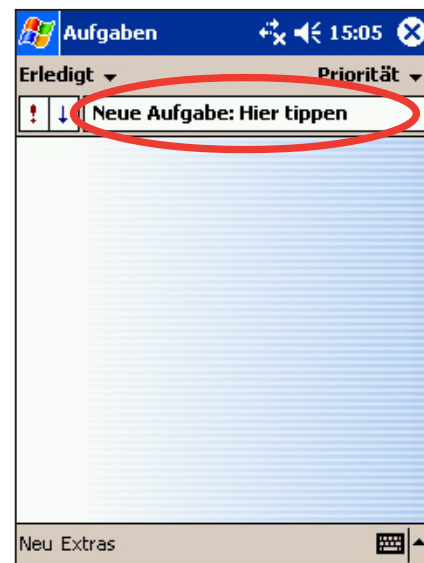 Aufgaben 15:05
Erledigt Priorität
! ↓ Neue Aufgabe: Hier tippen
Neu Extras